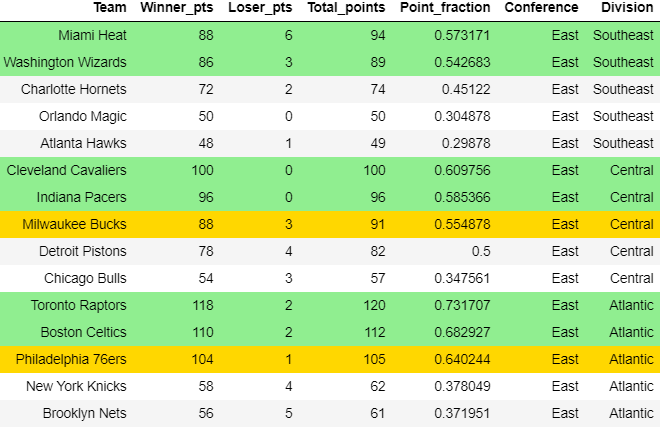 Team Winner_pts Loser_pts Total_points Point_fraction Conference Division
Miami Heat 88 6 94 0.573171 East Southeast
Washington Wizards 86 3 89 0.542683 East Southeast
Charlotte Hornets 72 2 74 0.45122 East Southeast
Orlando Magic 50 0 50 0.304878 East Southeast
Atlanta Hawks 48 1 49 0.29878 East Southeast
Cleveland Cavaliers 100 0 100 0.609756 East Central
Indiana Pacers 96 0 96 0.585366 East Central
Milwaukee Bucks 88 3 91 0.554878 East Central
Detroit Pistons 78 4 82 0.5 East Central
Chicago Bulls 54 3 57 0.347561 East Central
Toronto Raptors 118 2 120 0.731707 East Atlantic
Boston Celtics 110 2 112 0.682927 East Atlantic
Philadelphia 76ers 104 1 105 0.640244 East Atlantic
New York Knicks 58 4 62 0.378049 East Atlantic
Brooklyn Nets 56 5 61 0.371951 East Atlantic